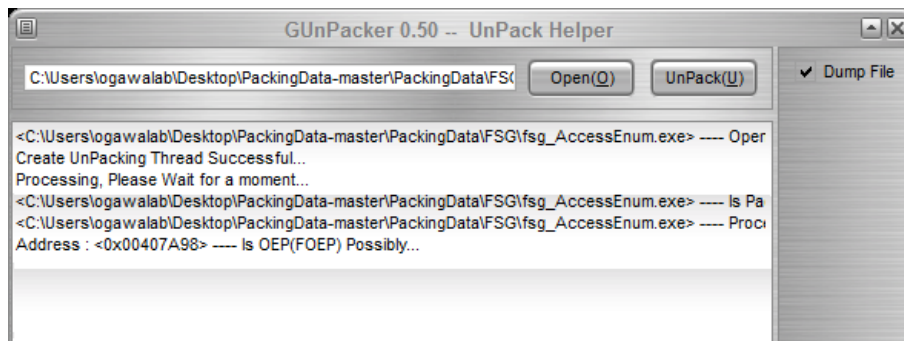 GUnPacker 0.50 -- UnPack Helper
C:\Users\ogawalab\Desktop\PackingData-master\PackingData\FSG
Open(O)
UnPack(U)
Dump File
<C:\Users\ogawalab\Desktop\PackingData-master\PackingData\FSG\fsg_AccessEnum.exe> ---- Oper
Create UnPacking Thread Successful...
Processing, Please Wait for a moment...
<C:\Users\ogawalab\Desktop\PackingData-master\PackingData\FSG\fsg_AccessEnum.exe> ---- Is Pa
<C:\Users\ogawalab\Desktop\PackingData-master\PackingData\FSG\fsg_AccessEnum.exe> ---- Proc
Address : <0x00407A98> ---- Is OEP(FOEP) Possibly...